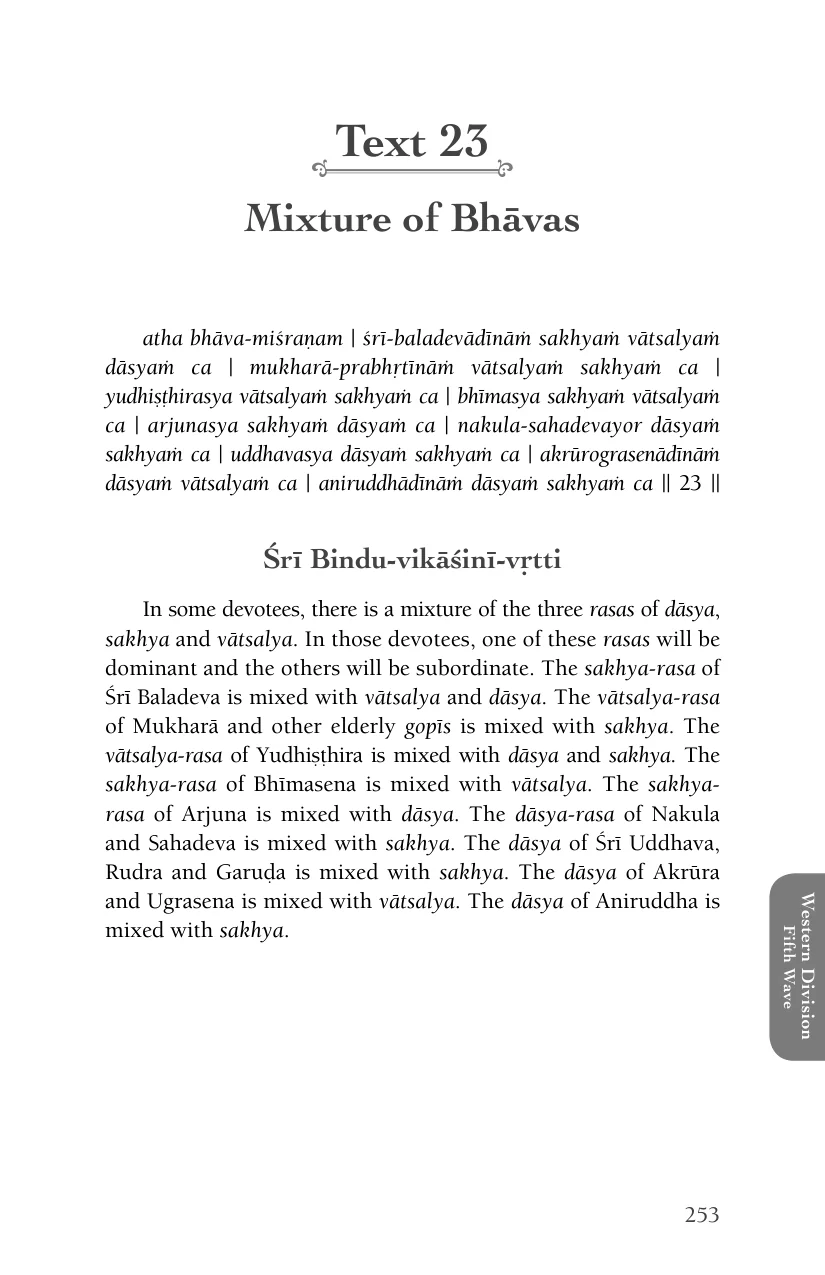 Text 23
Mixture of Bhāvas
atha bhāva-miśraṇam | śrī-baladevādīnāṁ sakhyaṁ vātsalyaṁ
dāsyaṁ ca | mukharā-prabhṛtīnāṁ vātsalyaṁ sakhyaṁ ca |
yudhiṣṭhirasya vātsalyaṁ sakhyaṁ ca | bhīmasya sakhyaṁ vātsalyaṁ
ca | arjunasya sakhyaṁ dāsyaṁ ca | nakula-sahadevayor dāsyaṁ
sakhyaṁ ca | uddhavasya dāsyaṁ sakhyaṁ ca | akrūrograsenādīnāṁ
dāsyaṁ vātsalyaṁ ca | aniruddhādīnāṁ dāsyaṁ sakhyaṁ ca || 23 ||
Śrī Bindu-vikāśinī-vṛtti
In some devotees, there is a mixture of the three rasas of dāsya,
sakhya and vātsalya. In those devotees, one of these rasas will be
dominant and the others will be subordinate. The sakhya-rasa of
Śrī Baladeva is mixed with vātsalya and dāsya. The vātsalya-rasa
of Mukharā and other elderly gopīs is mixed with sakhya. The
vātsalya-rasa of Yudhiṣṭhira is mixed with dāsya and sakhya. The
sakhya-rasa of Bhīmasena is mixed with vātsalya. The sakhya-
rasa of Arjuna is mixed with dāsya. The dāsya-rasa of Nakula
and Sahadeva is mixed with sakhya. The dāsya of Śrī Uddhava,
Rudra and Garuḍa is mixed with sakhya. The dāsya of Akrūra
and Ugrasena is mixed with vātsalya. The dāsya of Aniruddha is
mixed with sakhya.
Western Division
Fifth Wave
253